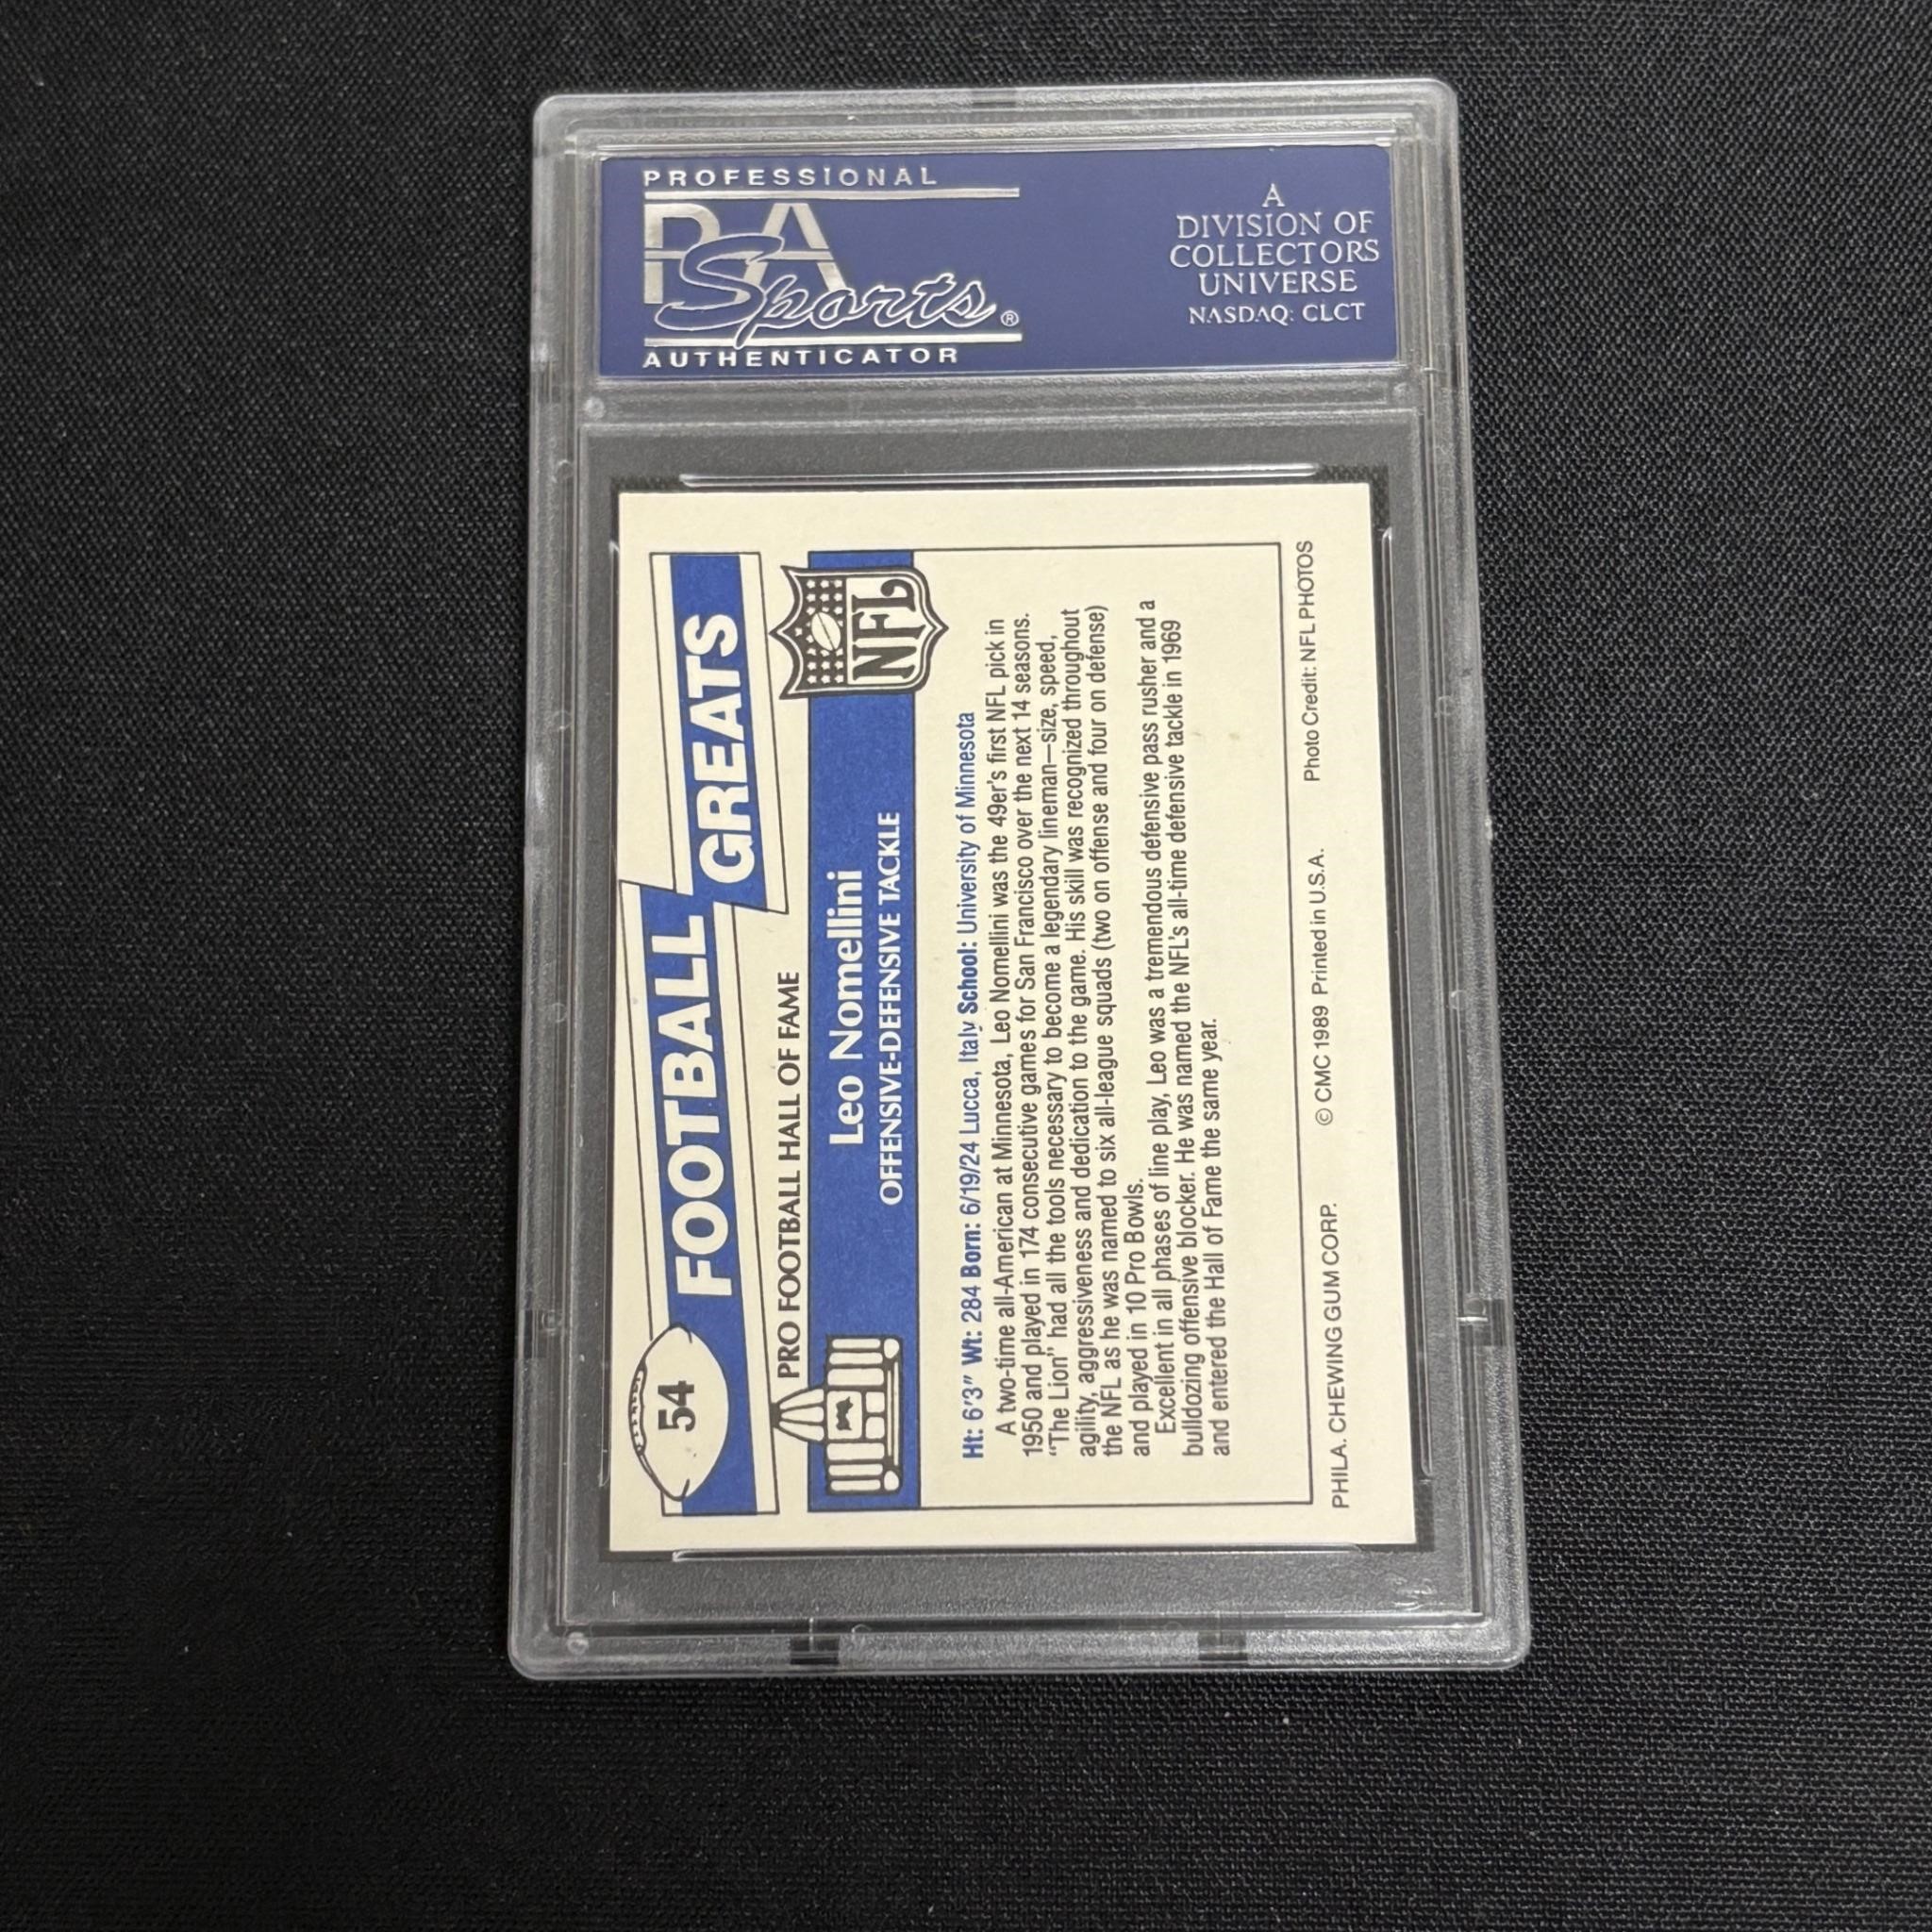 PROFESSIONAL
PSA
Sports®
AUTHENTICATOR
A
DIVISION OF
COLLECTORS
UNIVERSE
NASDAQ: CLCT
54
FOOTBALL
GREATS
PRO FOOTBALL HALL OF FAME
Leo Nomellini
OFFENSIVE-DEFENSIVE TACKLE
NFL
Ht: 6'3" Wt: 284 Born: 6/19/24 Lucca, Italy School: University of Minnesota
A two-time all-American at Minnesota, Leo Nomellini was the 49er's first NFL pick in
1950 and played in 174 consecutive games for San Francisco over the next 14 seasons.
“The Lion” had all the tools necessary to become a legendary lineman—size, speed,
agility, aggressiveness and dedication to the game. His skill was recognized throughout
the NFL as he was named to six all-league squads (two on offense and four on defense)
and played in 10 Pro Bowls.
Excellent in all phases of line play, Leo was a tremendous defensive pass rusher and a
bulldozing offensive blocker. He was named the NFL's all-time defensive tackle in 1969
and entered the Hall of Fame the same year.
PHILA. CHEWING GUM CORP. © CMC 1989 Printed in U.S.A. Photo Credit: NFL PHOTOS